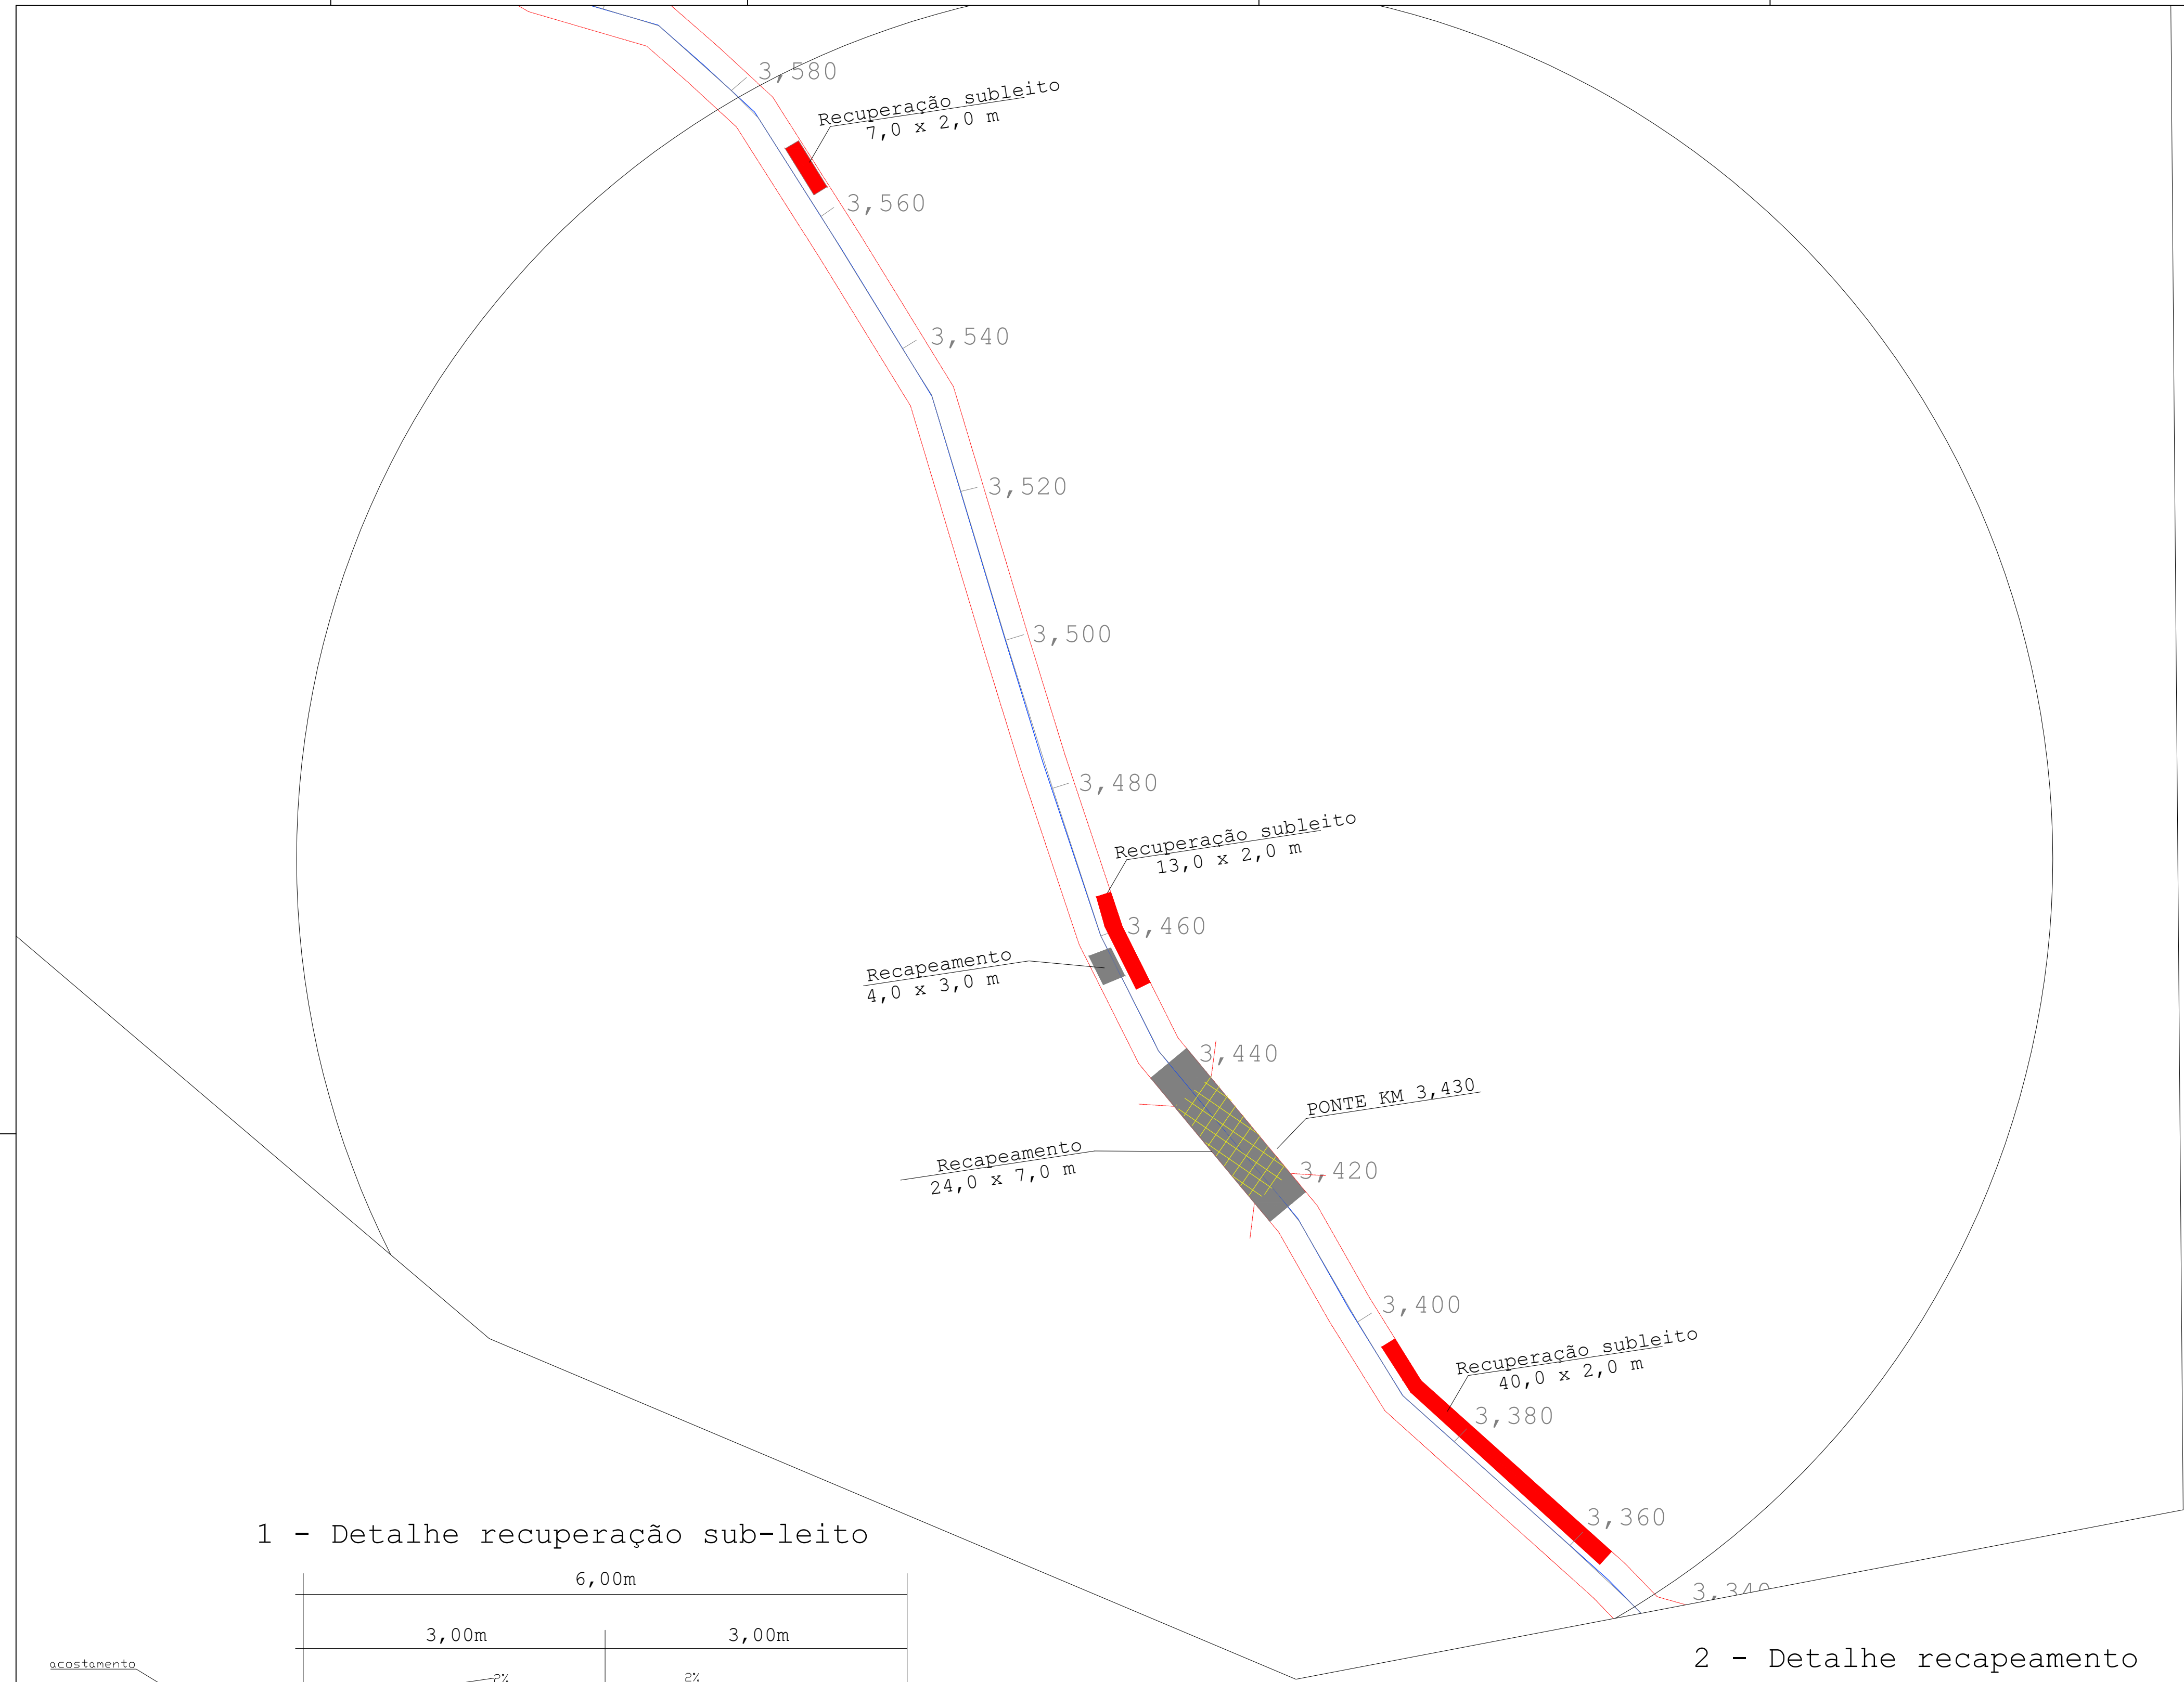 3,580
Recuperação subleito
7,0 x 2,0 m
3,560
3,540
3,520
3,500
3,480
Recuperação subleito
13,0 x 2,0 m
3,460
Recapeamento
4,0 x 3,0 m
3,440
PONTE KM 3,430
Recapeamento
24,0 x 7,0 m
3,420
3,400
Recuperação subleito
40,0 x 2,0 m
3,380
3,360
3,340
1 - Detalhe recuperação sub-leito
6,00m
3,00m
3,00m
2 - Detalhe recapeamento
acostamento
2%
2%